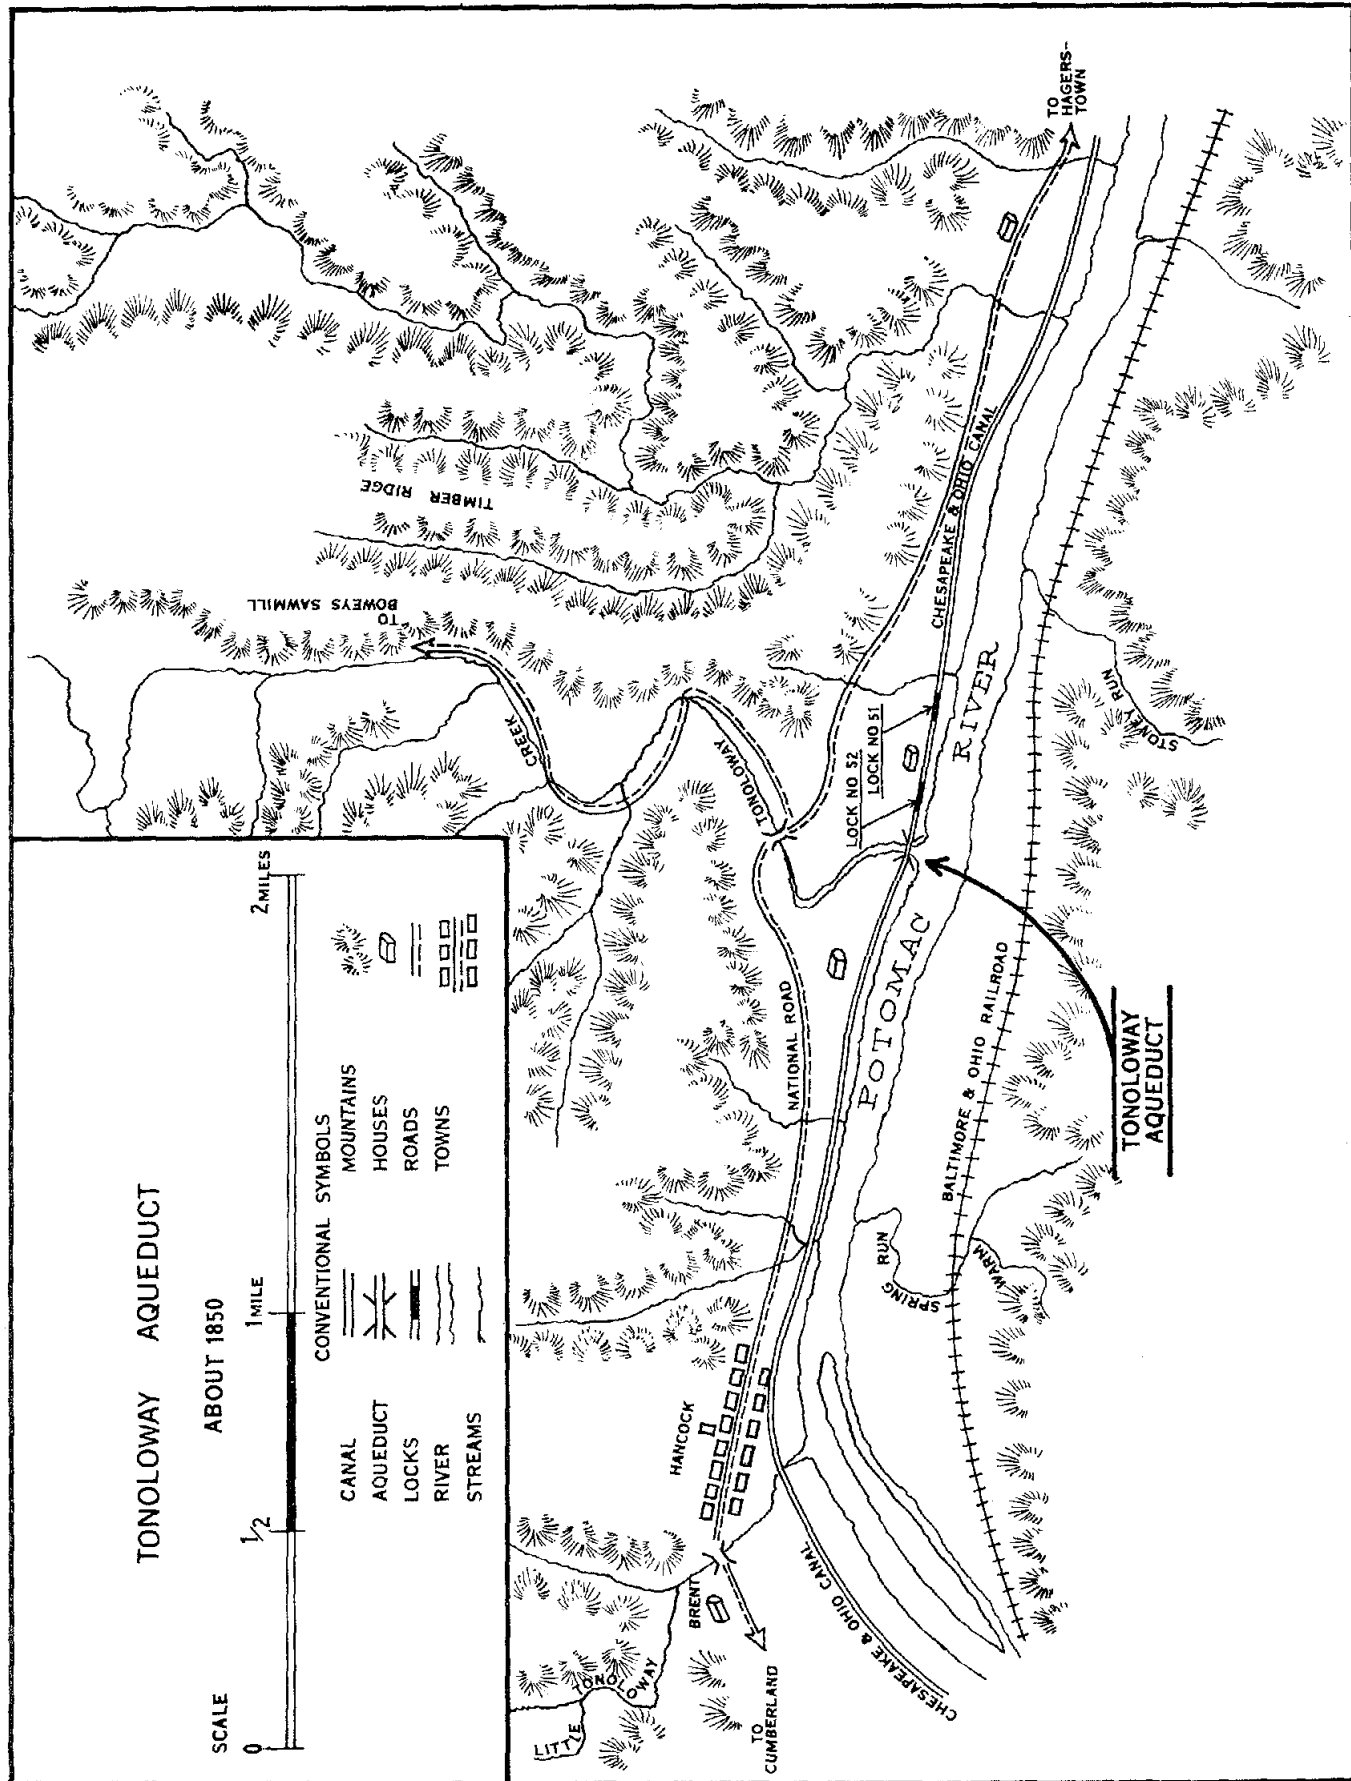 TONOLOWAY AQUEDUCT
ABOUT 1850
SCALE
0
1/2
1 MILE
2 MILES
CONVENTIONAL SYMBOLS
CANAL
AQUEDUCT
LOCKS
RIVER
STREAMS
MOUNTAINS
HOUSES
ROADS
TOWNS
LITTLE
TONOLOWAY
BRENT
TO
CUMBERLAND
HANCOCK
CHESAPEAKE & OHIO CANAL
NATIONAL ROAD
POTOMAC
RIVER
SPRING
RUN
WARM
BALTIMORE & OHIO RAILROAD
TONOLOWAY
AQUEDUCT
TONOLOWAY
CREEK
TO
BOWEYS SAWMILL
TIMBER RIDGE
LOCK NO 52
LOCK NO 51
CHESAPEAKE & OHIO CANAL
STONEY RUN
TO
HAGERS-
TOWN